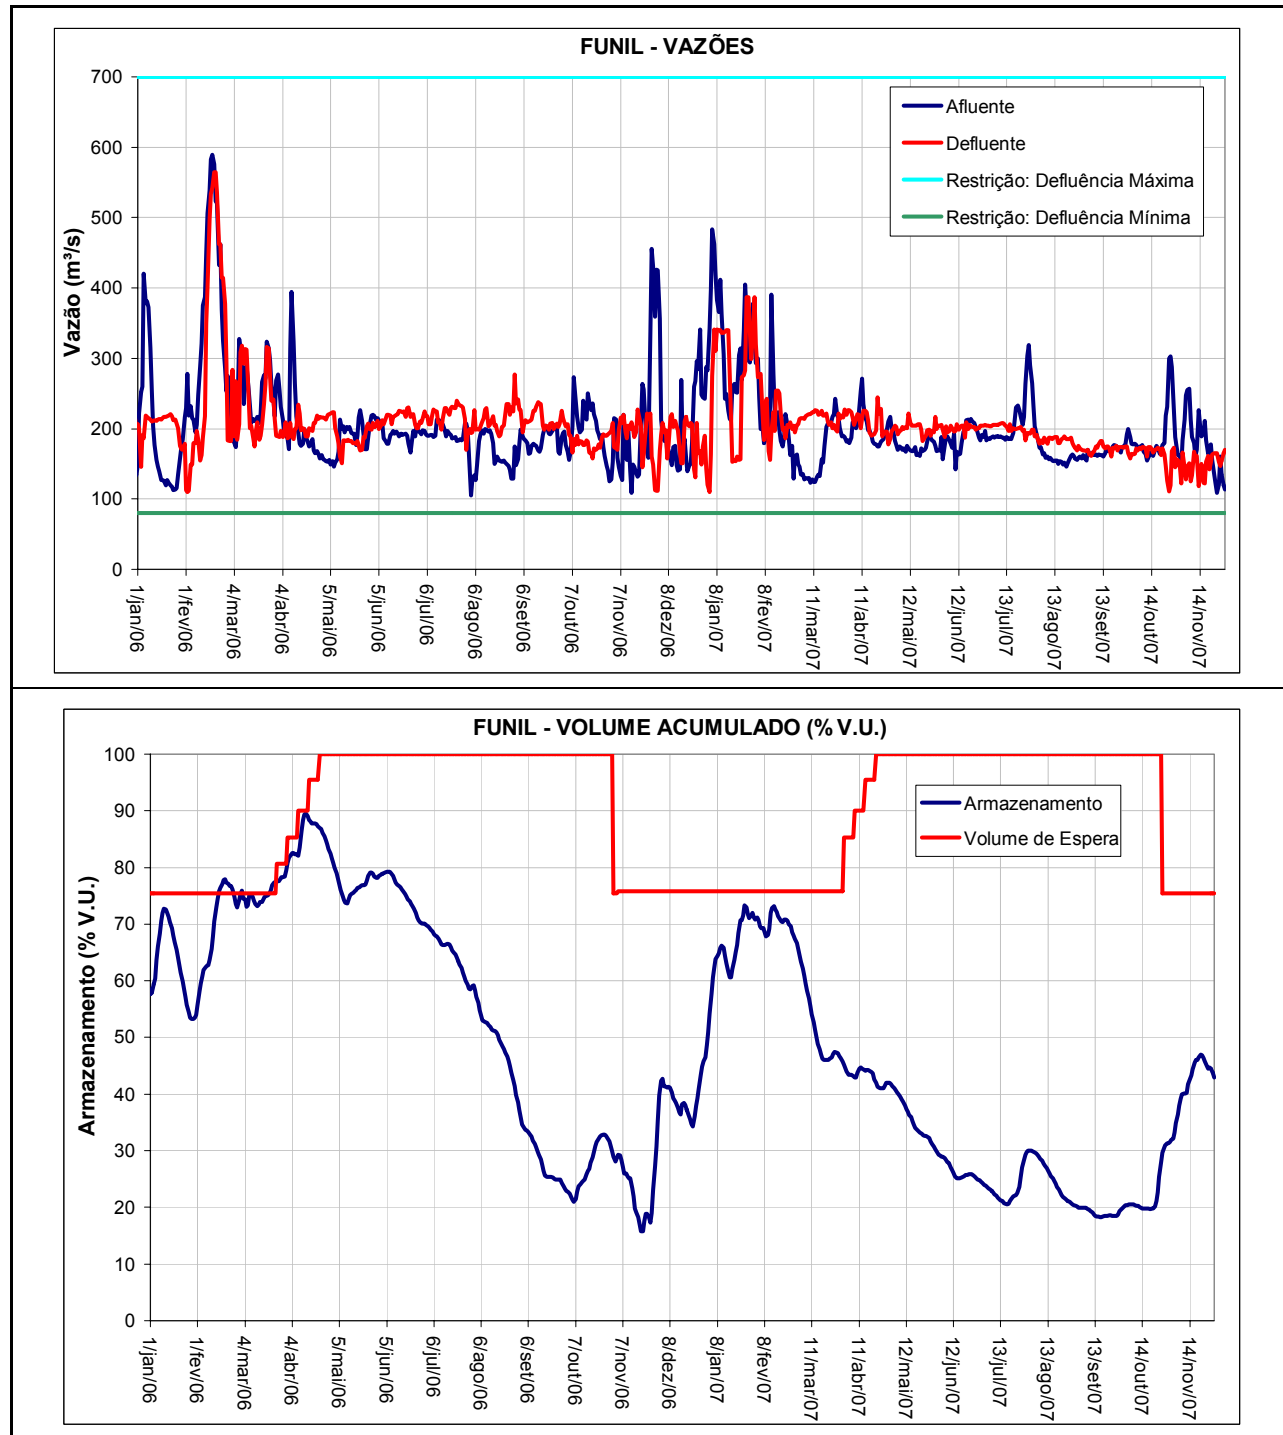 FUNIL - VAZÕES
Vazão (m³/s)
700
600
500
400
300
200
100
0
Afluente
Defluente
Restrição: Defluência Máxima
Restrição: Defluência Mínima
1/jan/06
1/fev/06
4/mar/06
4/abr/06
5/mai/06
5/jun/06
6/jul/06
6/ago/06
6/set/06
7/out/06
7/nov/06
8/dez/06
8/jan/07
8/fev/07
11/mar/07
11/abr/07
12/mai/07
12/jun/07
13/jul/07
13/ago/07
13/set/07
14/out/07
14/nov/07
FUNIL - VOLUME ACUMULADO (% V.U.)
Armazenamento (% V.U.)
100
90
80
70
60
50
40
30
20
10
0
Armazenamento
Volume de Espera
1/jan/06
1/fev/06
4/mar/06
4/abr/06
5/mai/06
5/jun/06
6/jul/06
6/ago/06
6/set/06
7/out/06
7/nov/06
8/dez/06
8/jan/07
8/fev/07
11/mar/07
11/abr/07
12/mai/07
12/jun/07
13/jul/07
13/ago/07
13/set/07
14/out/07
14/nov/07